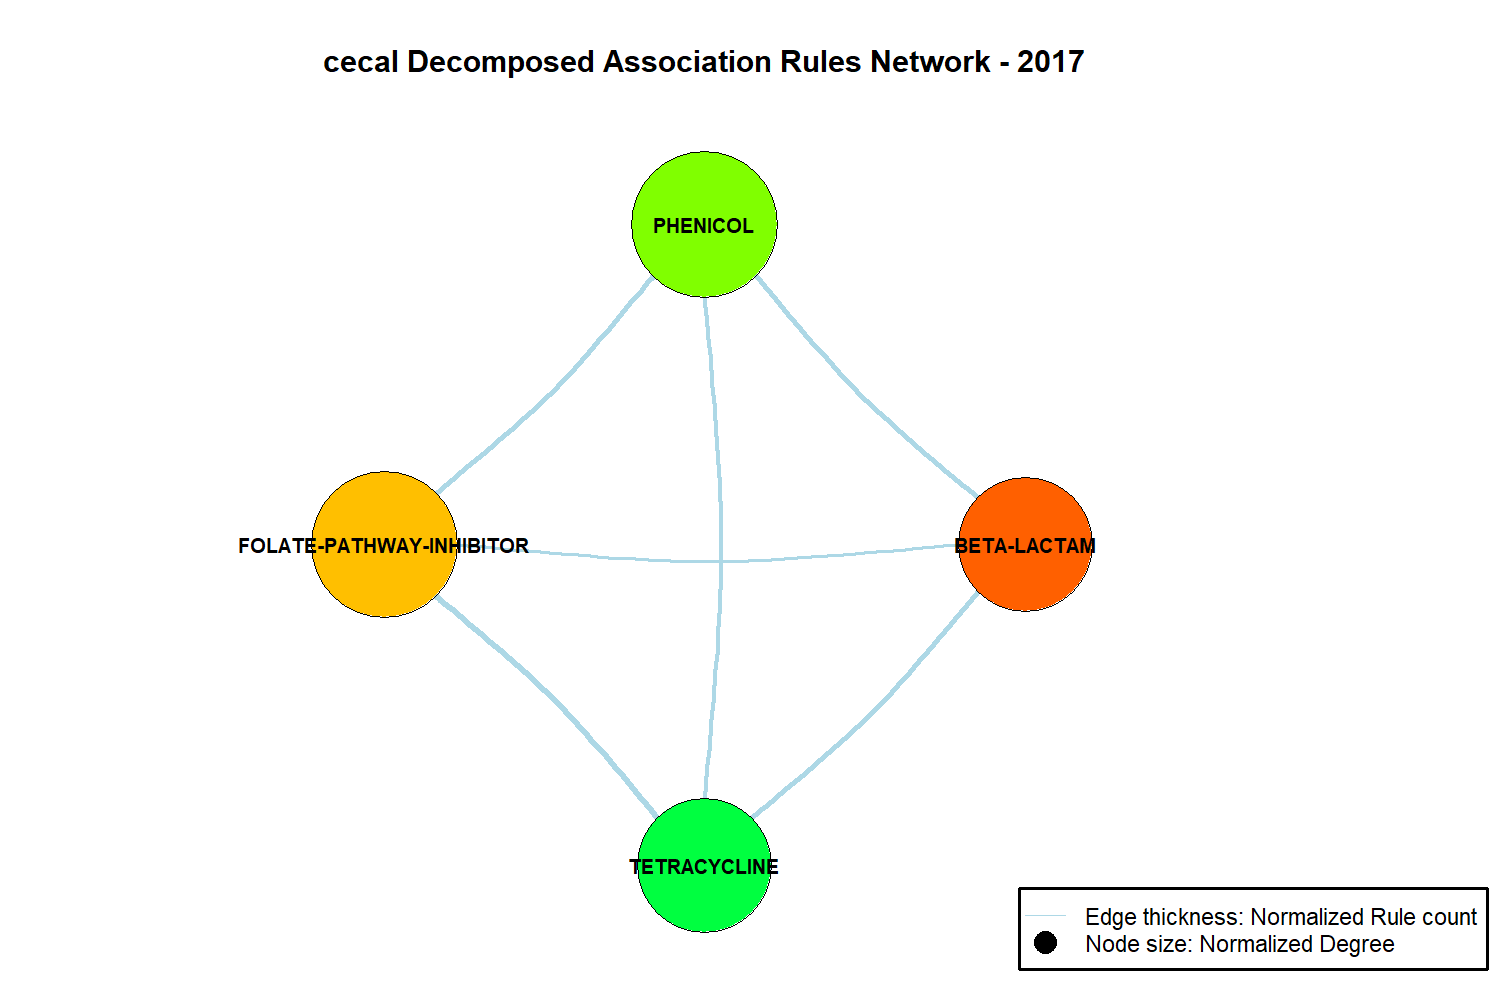 cecal Decomposed Association Rules Network - 2017
PHENICOL
FOLATE-PATHWAY-INHIBITOR
BETA-LACTAM
TETRACYCLINE
Edge thickness: Normalized Rule count
Node size: Normalized Degree